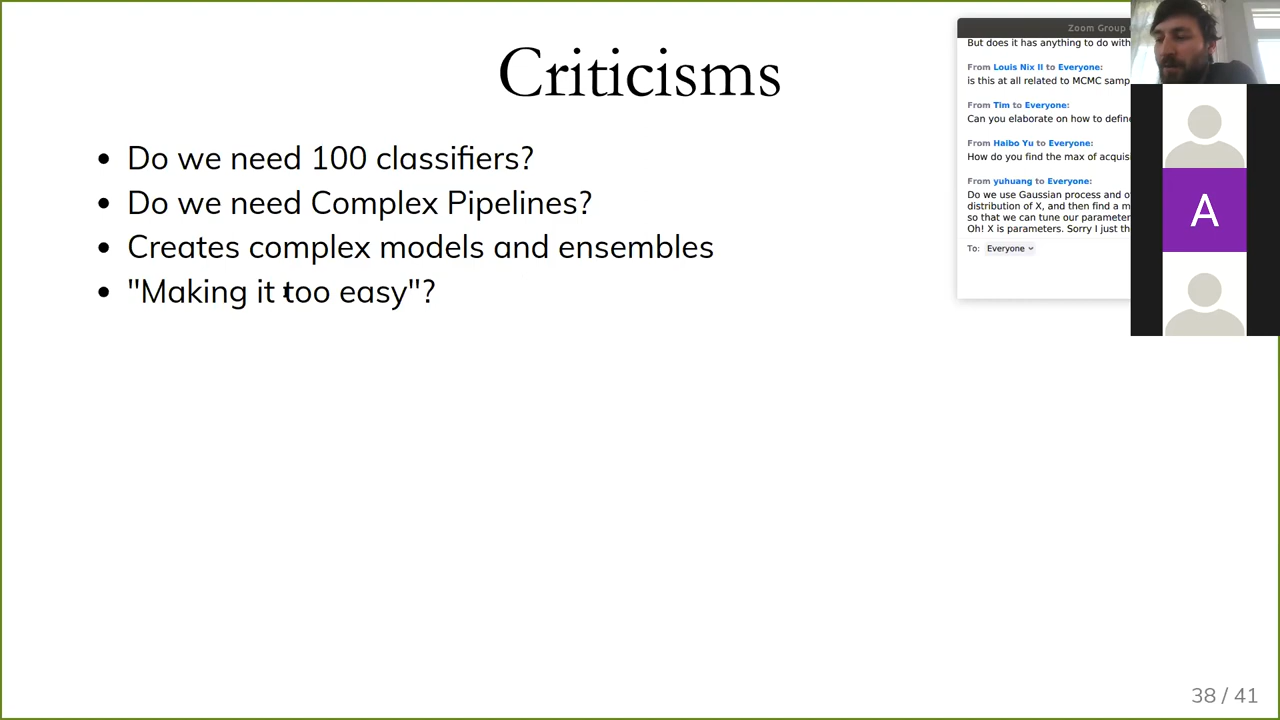 Criticisms
Do we need 100 classifiers?
Do we need Complex Pipelines?
Creates complex models and ensembles
"Making it too easy"?
Zoom Group
But does it has anything to do with
From Louis Nix II to Everyone:
is this at all related to MCMC samp
From Tim to Everyone:
Can you elaborate on how to define
From Haibo Yu to Everyone:
How do you find the max of acquis
From yuhuang to Everyone:
Do we use Gaussian process and o
distribution of X, and then find a m
so that we can tune our parameter
Oh! X is parameters. Sorry I just th
To: Everyone
A
38 / 41